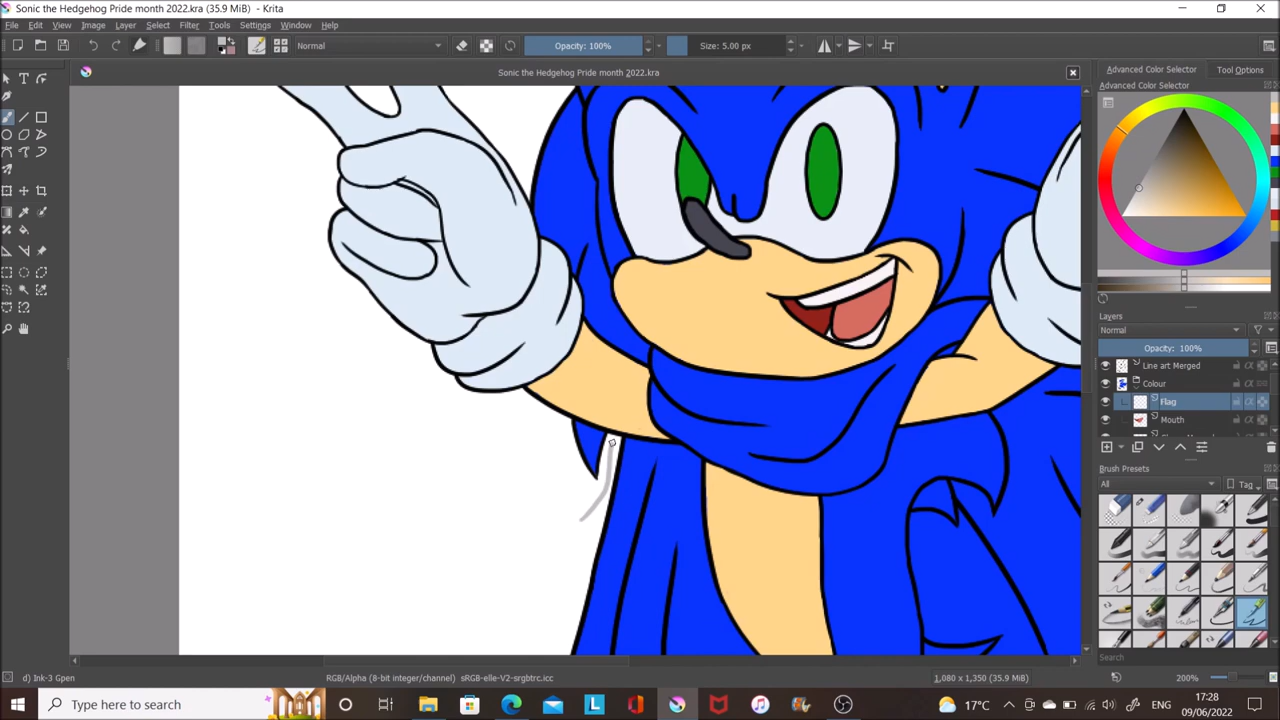 Sonic the Hedgehog Pride month 2022.kra (35.9 MiB) - Krita
File Edit View Image Layer Select Filter Tools Settings Window Help
Normal Opacity: 100% Size: 5.00 px
Sonic the Hedgehog Pride month 2022.kra
Advanced Color Selector Tool Options
Advanced Color Selector
Layers
Normal
Opacity: 100%
Line art Merged
Colour
Flag
Mouth
Brush Presets
All Tag
Search
d) Ink-3 Gpen RGB/Alpha (8-bit integer/channel) sRGB-elle-V2-srgbtrc.icc 1,080 x 1,350 (35.9 MiB) 200%
Type here to search 17°C ENG 17:28
09/06/2022